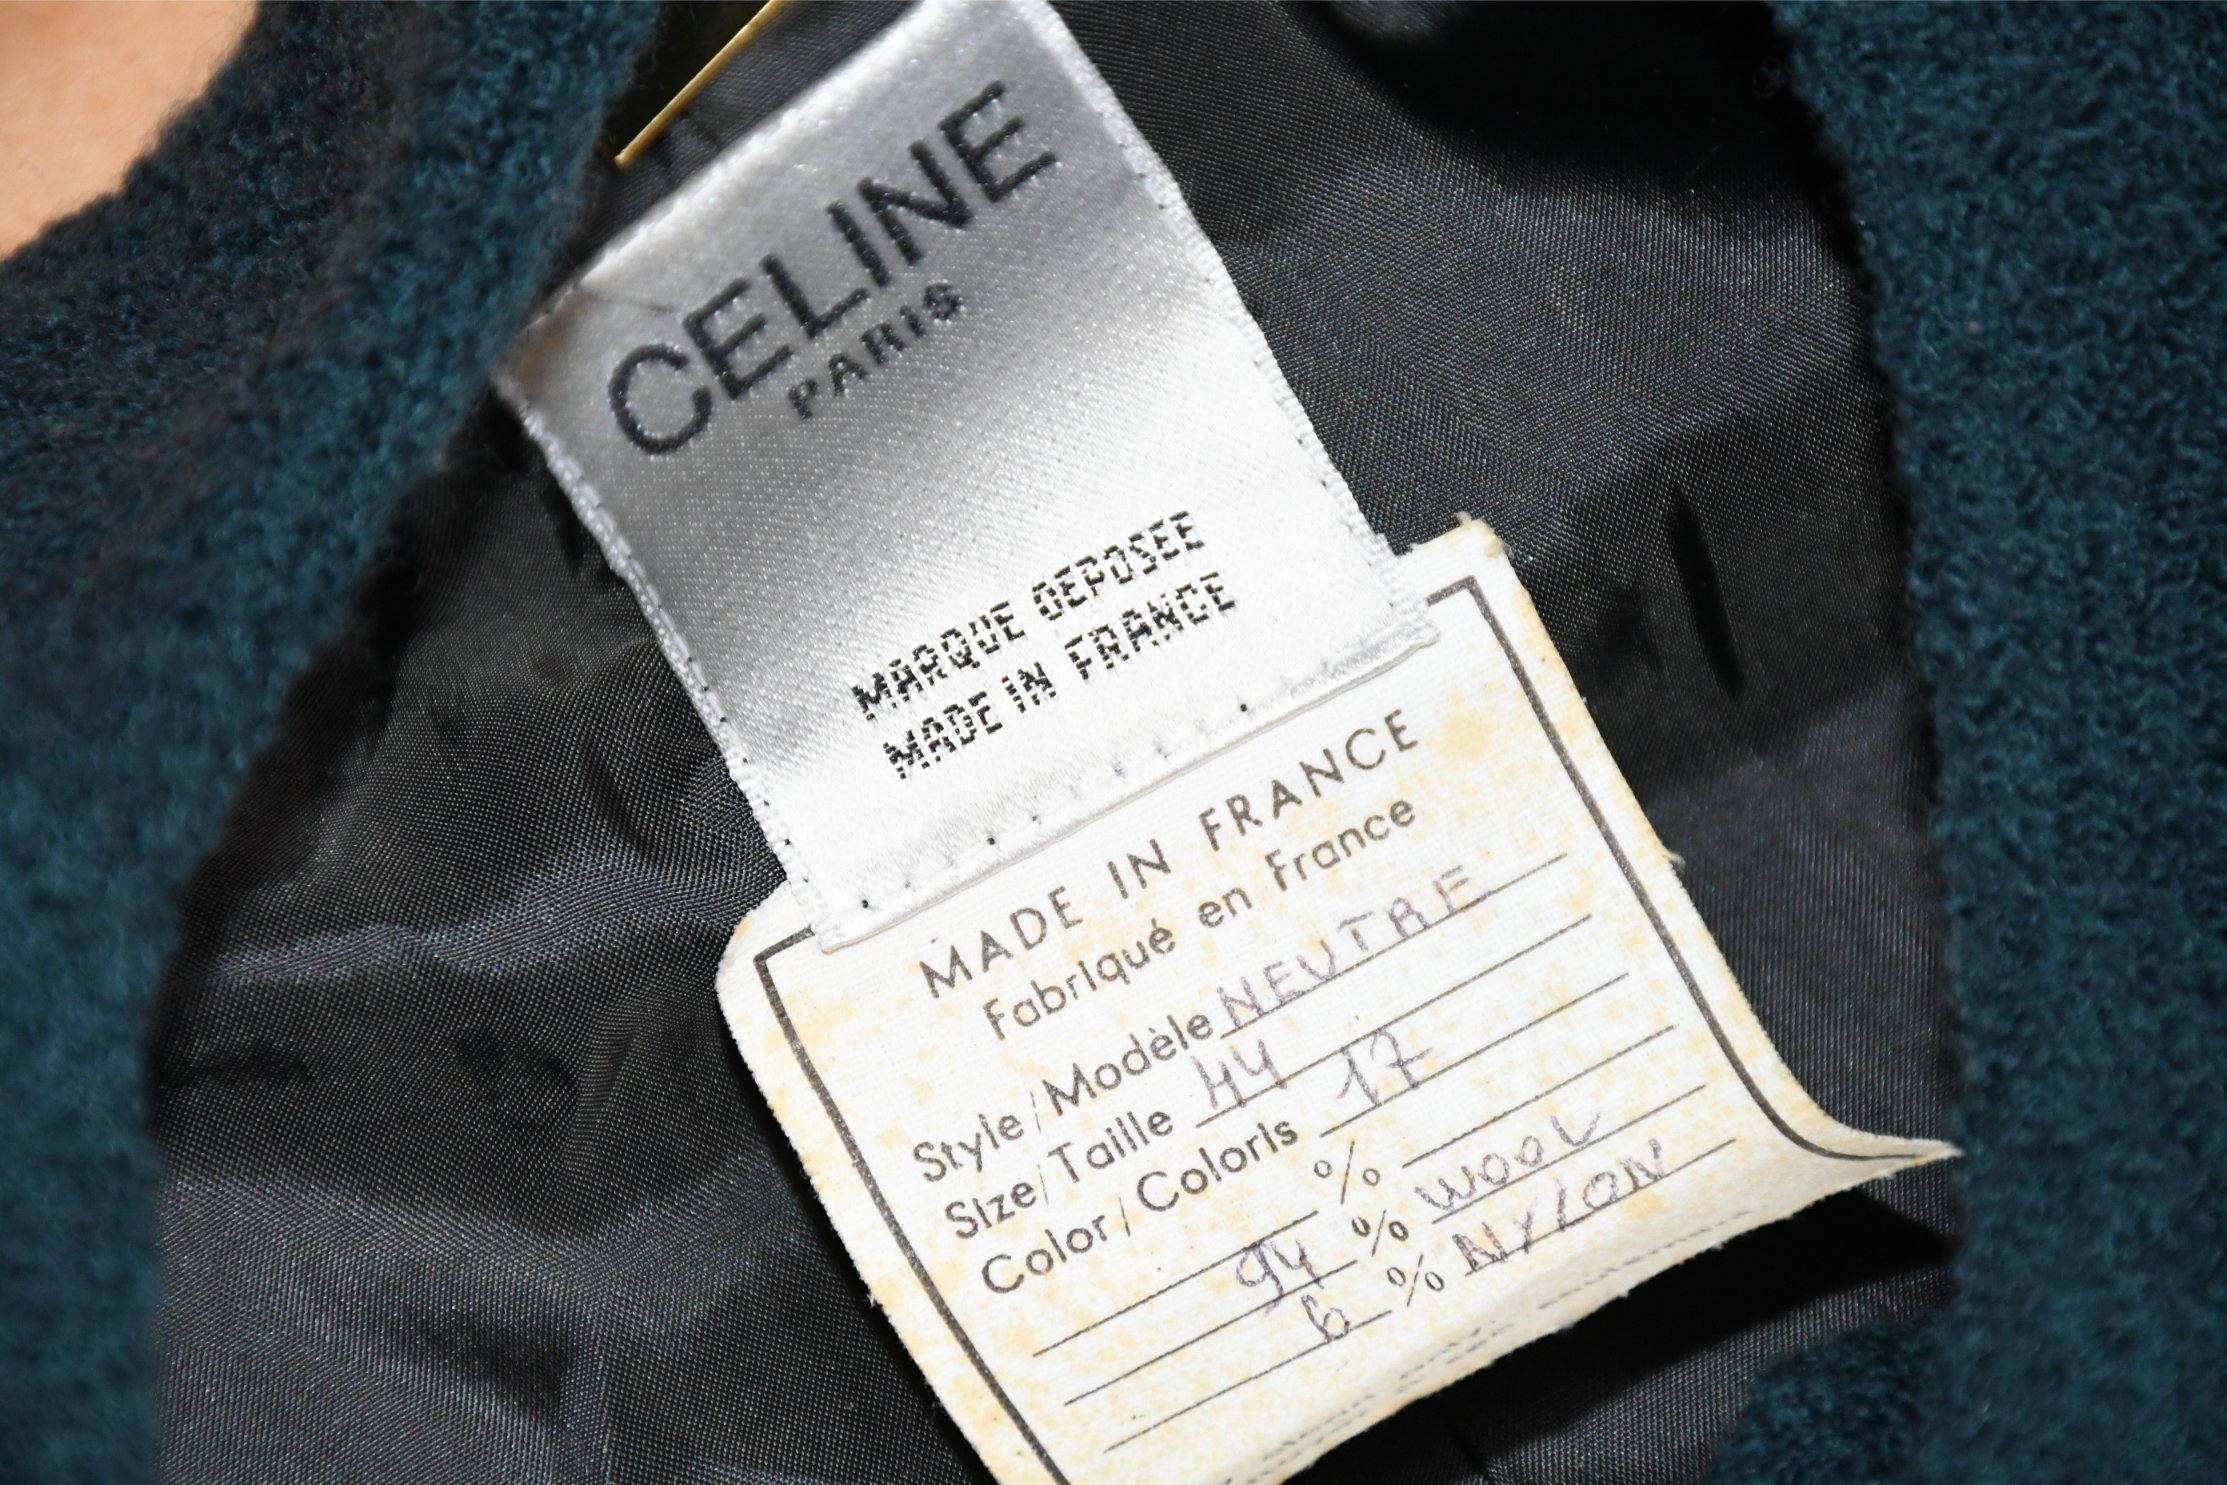 CELINE
PARIS
MARQUE DEPOSEE
MADE IN FRANCE
MADE IN FRANCE
Fabriqué en France
Style/Modèle NEUTRE
Size/Taille 44
Color/Coloris 17
%
94 % WOOL
6 % NYLON